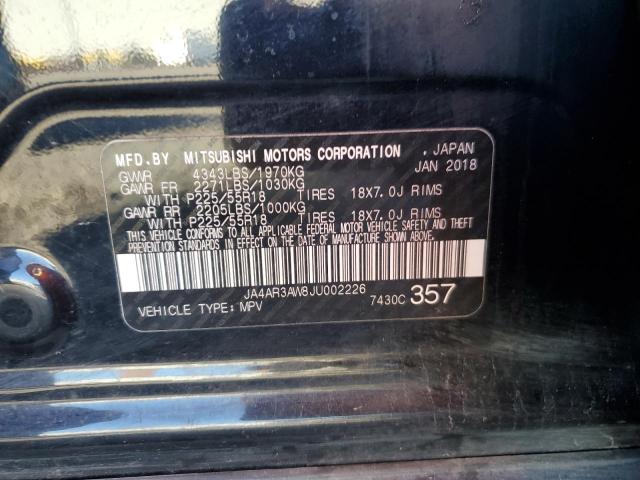 MFD.BY MITSUBISHI MOTORS CORPORATION . JAPAN
GVWR 4343LBS/1970KG JAN 2018
GAWR FR 2271LBS/1030KG
WITH P225/55R18 TIRES 18X7.0J RIMS
GAWR RR 2205LBS/1000KG
WITH P225/55R18 TIRES 18X7.0J RIMS
THIS VEHICLE CONFORMS TO ALL APPLICABLE FEDERAL MOTOR VEHICLE SAFETY BUMPER AND THEFT
PREVENTION STANDARDS IN EFFECT ON THE DATE OF MANUFACTURE SHOWN ABOVE.
JA4AR3AW8JU002226
VEHICLE TYPE: MPV 7430C 357